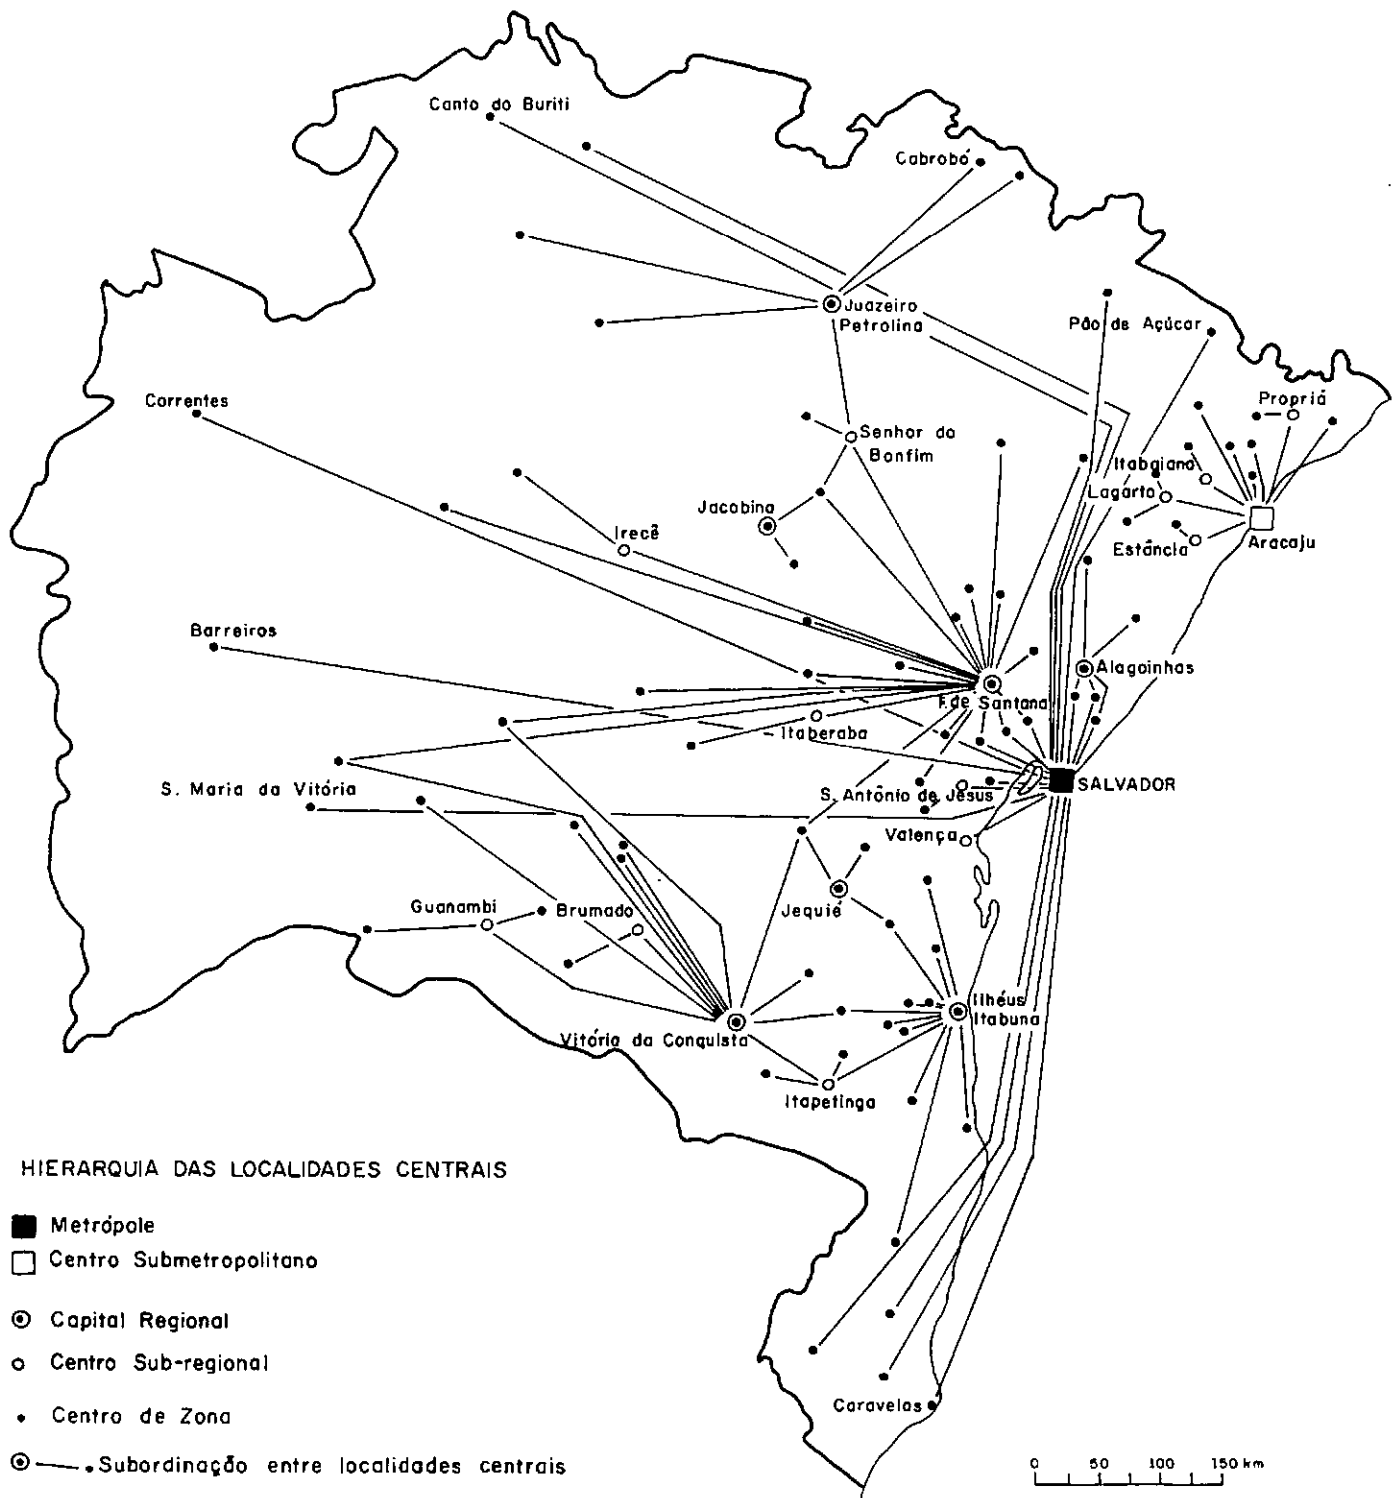 Canto do Buriti
Cabrobó
Juazeiro
Petrolina
Pão de Açúcar
Correntes
Propriá
Senhor do
Bonfim
Itabaiana
Lagarto
Jacobina
Irecê
Estância
Aracaju
Barreiros
Alagoinhas
F. de Santana
Itaberaba
S. Maria da Vitória
S. Antônio de Jesus
SALVADOR
Valença
Guanambi
Brumado
Jequié
Ilhéus
Itabuna
Vitória da Conquista
Itapetinga
HIERARQUIA DAS LOCALIDADES CENTRAIS
Metrópole
Centro Submetropolitano
Capital Regional
Centro Sub-regional
Centro de Zona
Caravelas
Subordinação entre localidades centrais
0 50 100 150 km